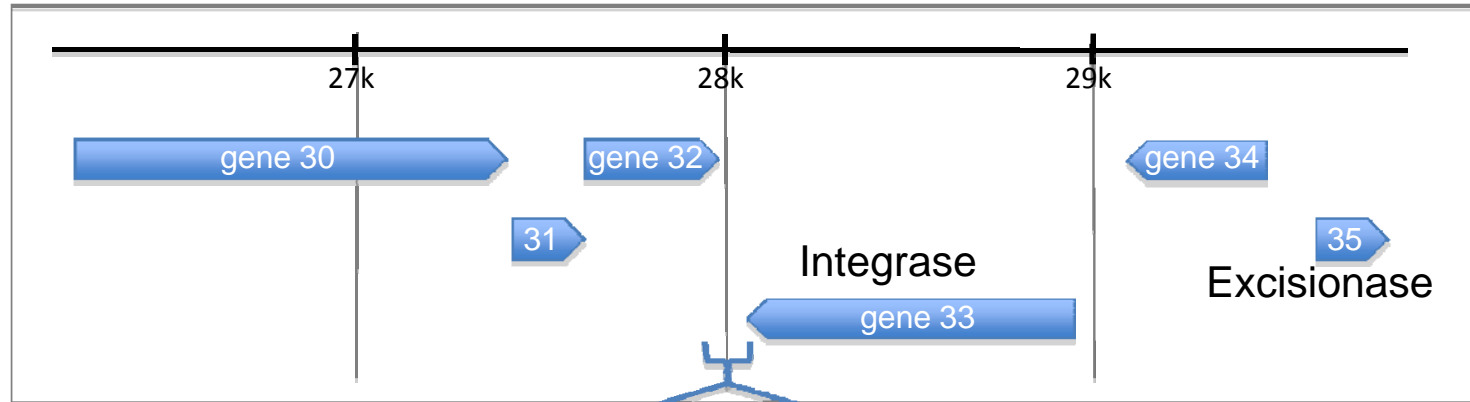 27k 28k 29k
gene 30 gene 32 gene 34
31 35
Integrase
Excisionase
gene 33